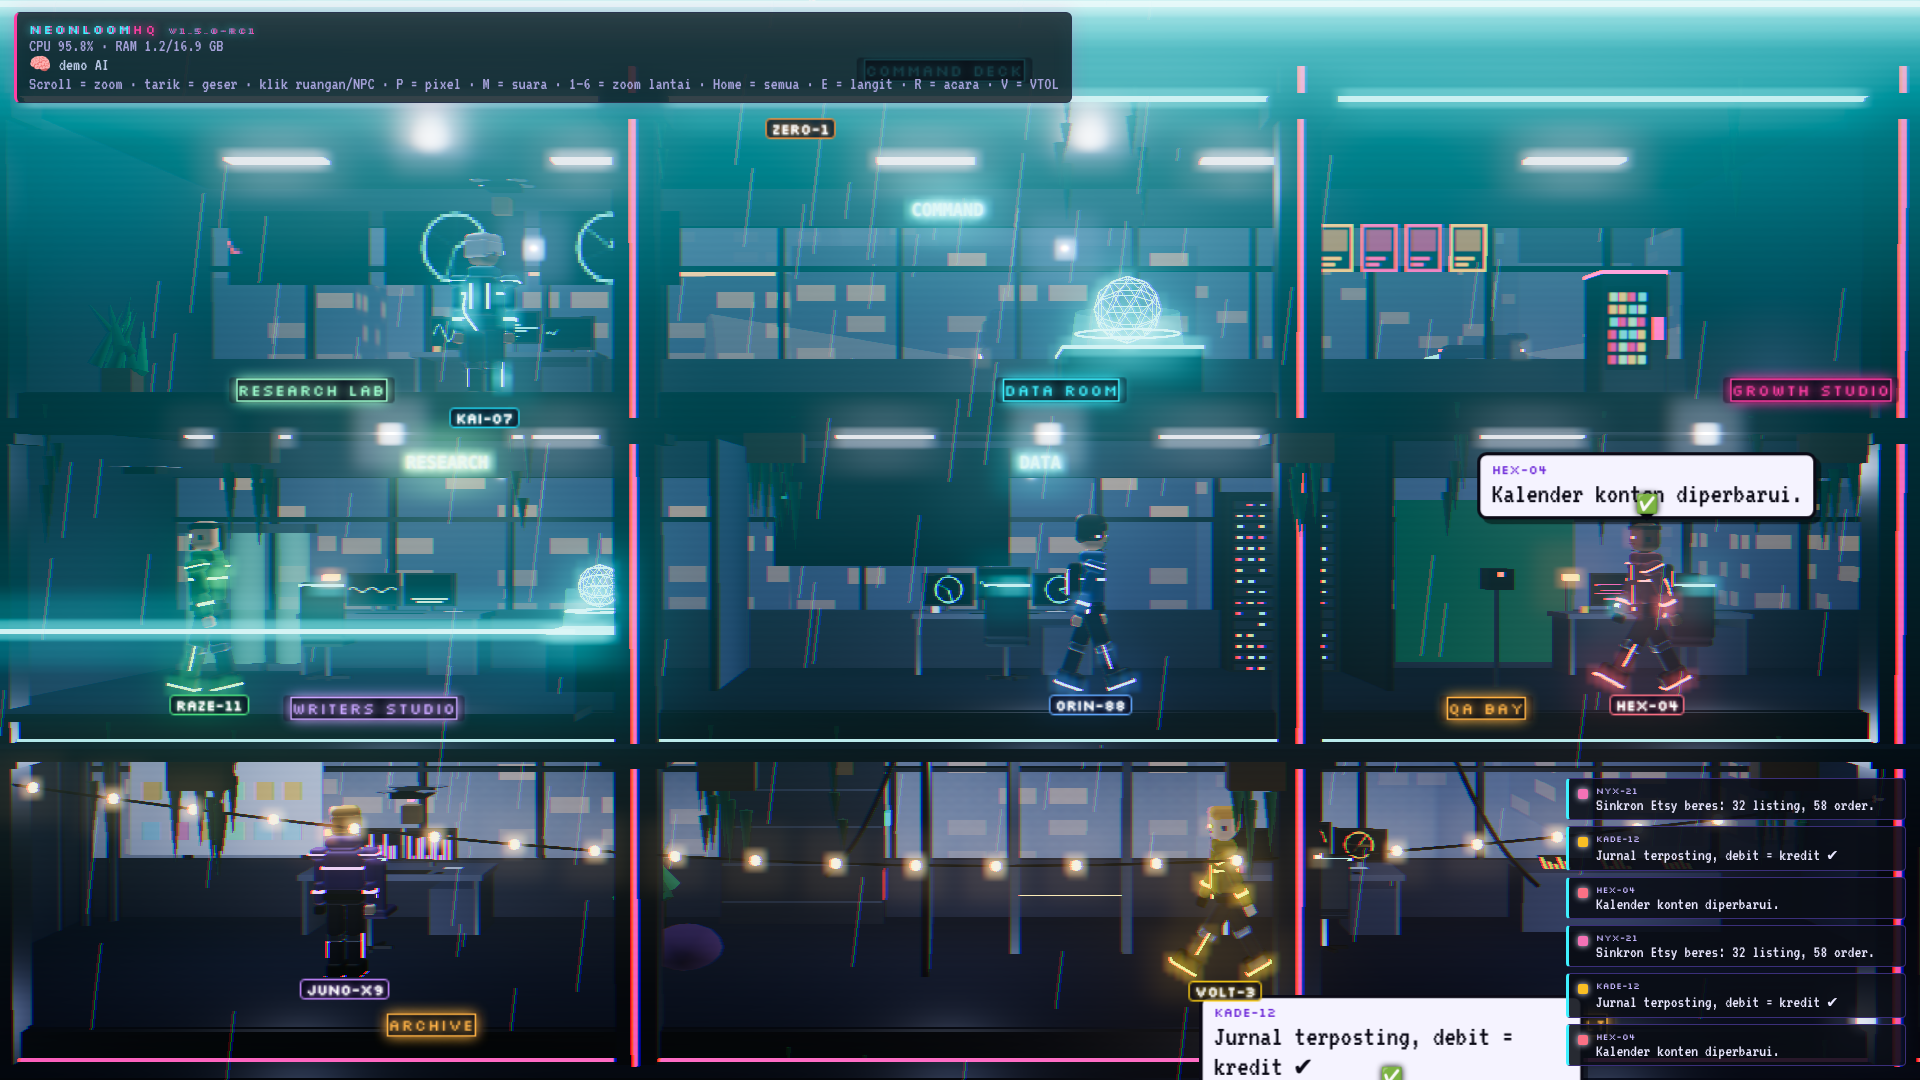 NEONLOOMHQ V1.5.0-RC1
CPU 95.8% · RAM 1.2/16.9 GB
demo AI
Scroll = zoom · tarik = geser · klik ruangan/NPC · P = pixel · M = suara · 1-6 = zoom lantai · Home = semua · E = langit · R = acara · V = VTOL
COMMAND DECK
ZERO-1
COMMAND
RESEARCH LAB
DATA ROOM
GROWTH STUDIO
KAI-07
RESEARCH
DATA
HEX-04
Kalender konten diperbarui.
RAZE-11
WRITERS STUDIO
ORIN-88
QA BAY
HEX-04
NYX-21
Sinkron Etsy beres: 32 listing, 58 order.
KADE-12
Jurnal terposting, debit = kredit ✔
HEX-04
Kalender konten diperbarui.
NYX-21
Sinkron Etsy beres: 32 listing, 58 order.
KADE-12
Jurnal terposting, debit = kredit ✔
HEX-04
Kalender konten diperbarui.
JUNO-X9
VOLT-3
ARCHIVE
KADE-12
Jurnal terposting, debit =
kredit ✔